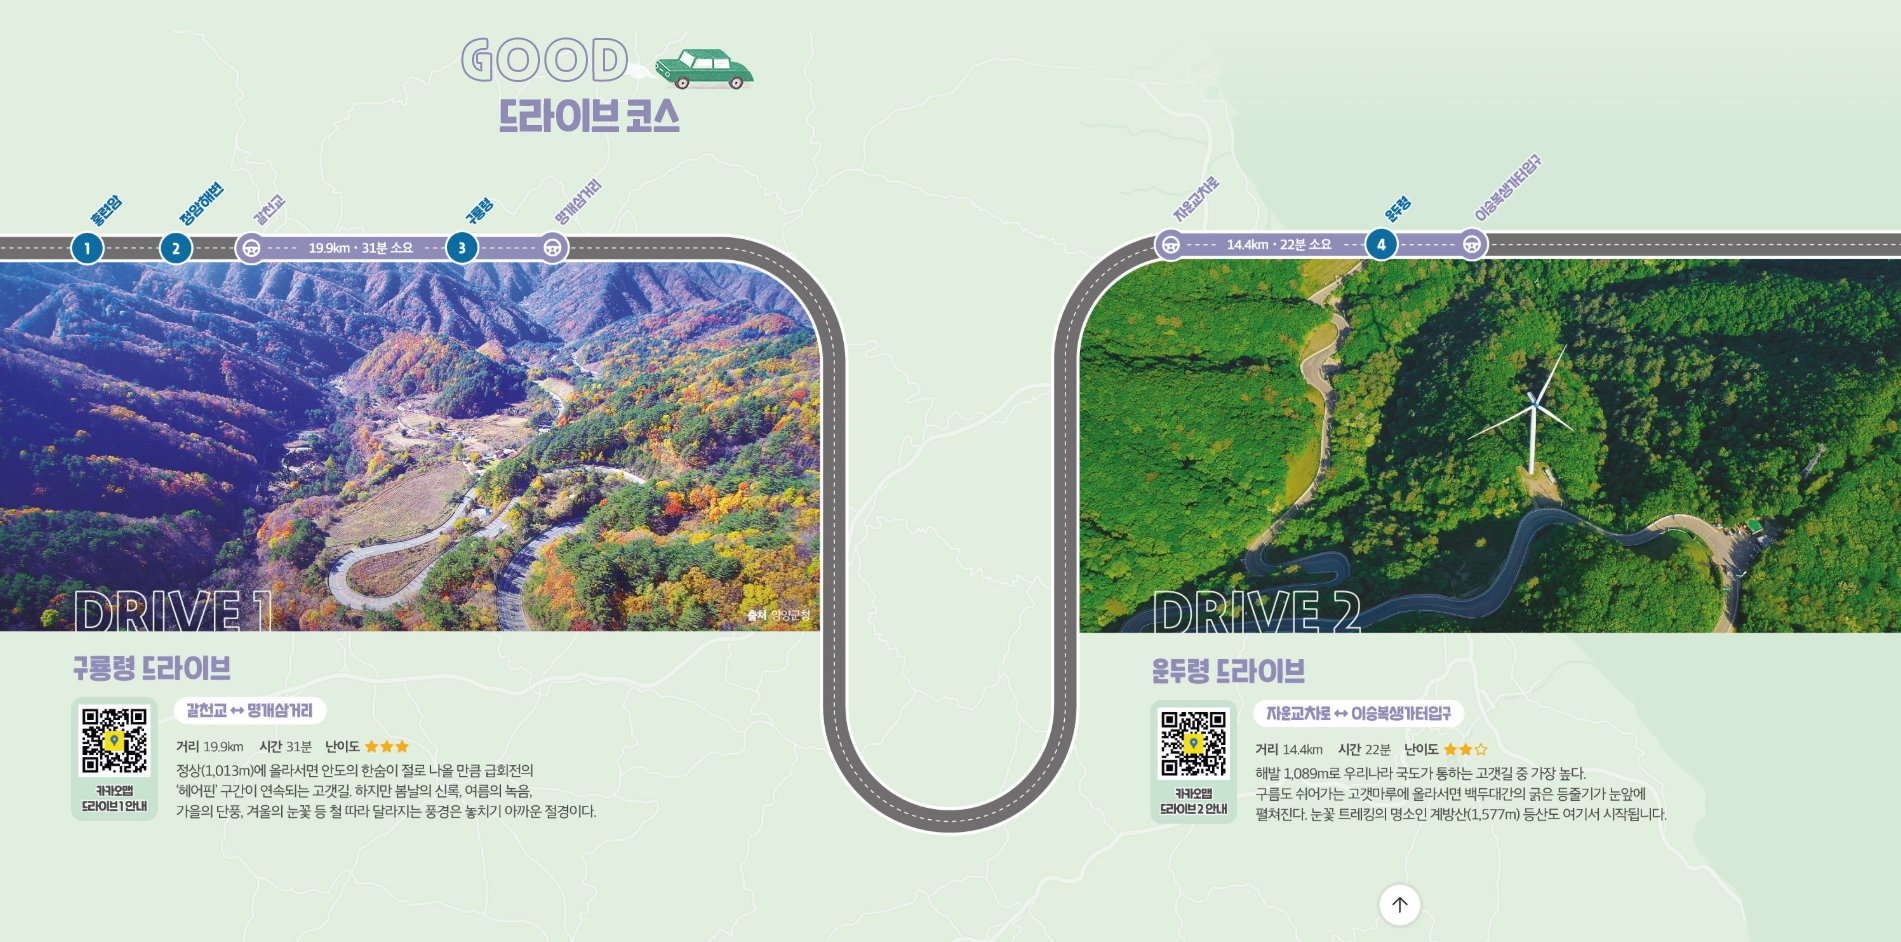 GOOD
드라이브 코스
홍련암
정암해변
갈천교
구룡령
명개삼거리
1
2
19.9km · 31분 소요
3
자운교차로
운두령
이승복생가터입구
14.4km · 22분 소요
4
출처 양양군청
DRIVE 1
구룡령 드라이브
갈천교 ↔ 명개삼거리
거리 19.9km 시간 31분 난이도 ★★★
정상(1,013m)에 올라서면 안도의 한숨이 절로 나올 만큼 급회전의
‘헤어핀’ 구간이 연속되는 고갯길. 하지만 봄날의 신록, 여름의 녹음,
가을의 단풍, 겨울의 눈꽃 등 철 따라 달라지는 풍경은 놓치기 아까운 절경이다.
카카오맵
드라이브 1 안내
DRIVE 2
운두령 드라이브
자운교차로 ↔ 이승복생가터입구
거리 14.4km 시간 22분 난이도 ★★☆
해발 1,089m로 우리나라 국도가 통하는 고갯길 중 가장 높다.
구름도 쉬어가는 고갯마루에 올라서면 백두대간의 굵은 등줄기가 눈앞에
펼쳐진다. 눈꽃 트레킹의 명소인 계방산(1,577m) 등산도 여기서 시작됩니다.
카카오맵
드라이브 2 안내